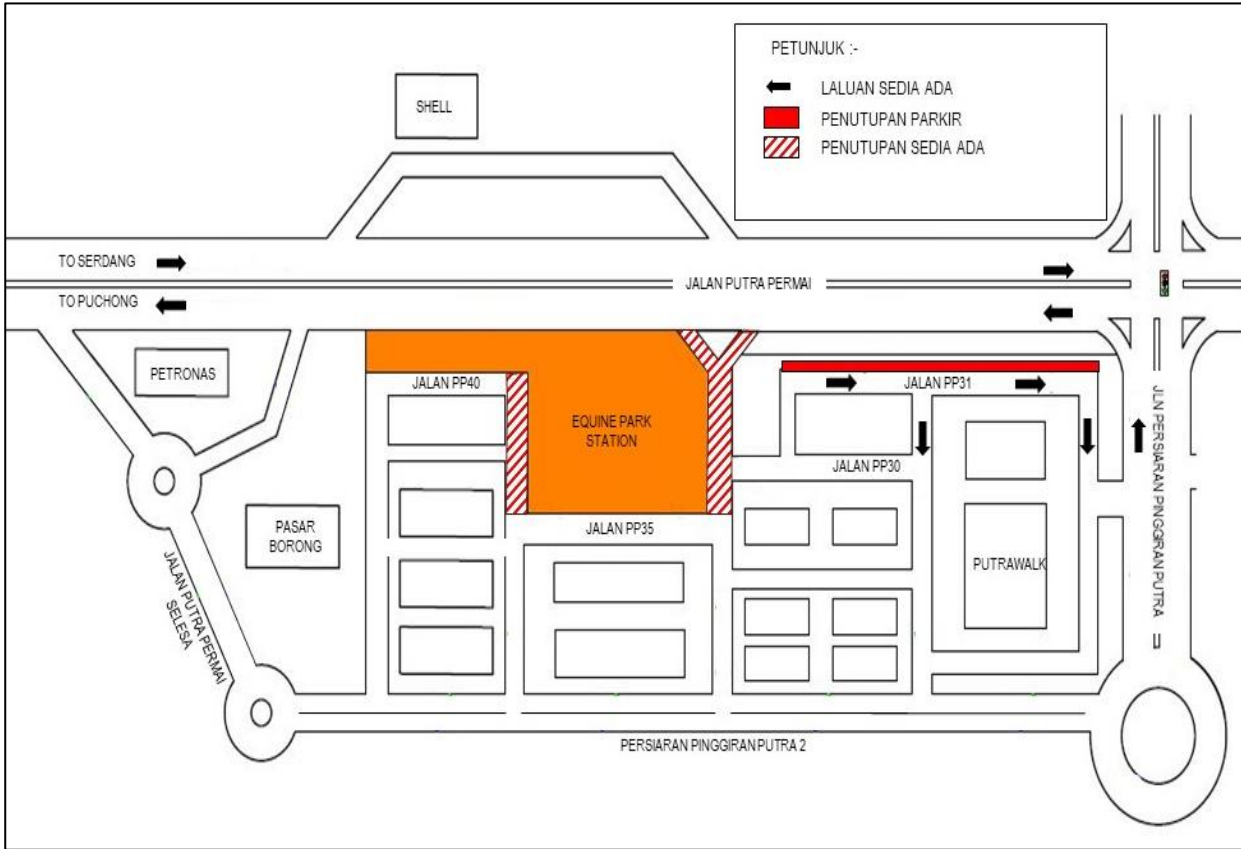 PETUNJUK :-
LALUAN SEDIA ADA
PENUTUPAN PARKIR
PENUTUPAN SEDIA ADA
SHELL
TO SERDANG
JALAN PUTRA PERMAI
TO PUCHONG
PETRONAS
JALAN PP40
JALAN PP31
EQUINE PARK
STATION
JLN PERSIARAN PINGGIRAN PUTRA
JALAN PP30
PASAR
BORONG
JALAN PP35
PUTRAWALK
JALAN PUTRA PERMAI
SELESA
PERSIARAN PINGGIRAN PUTRA 2